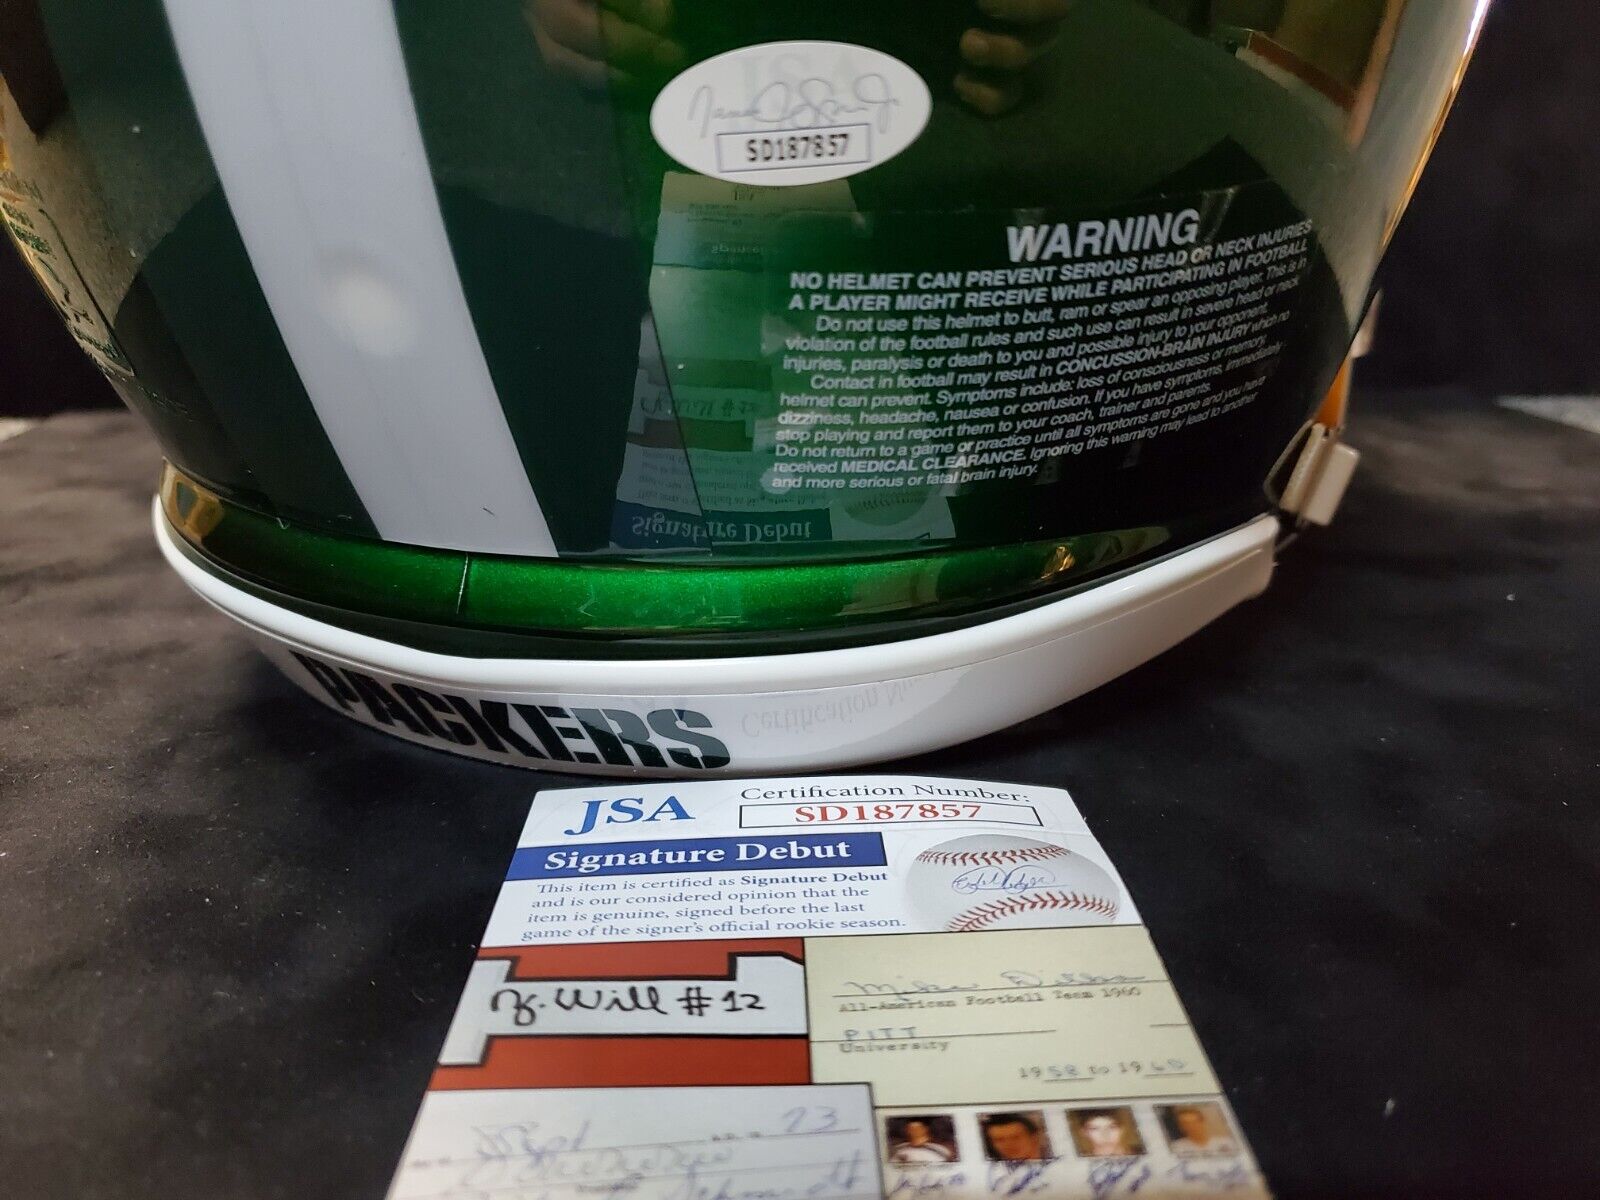 SD187857
WARNING
NO HELMET CAN PREVENT SERIOUS HEAD OR NECK INJURIES
A PLAYER MIGHT RECEIVE WHILE PARTICIPATING IN FOOTBALL
Do not use this helmet to butt, ram or spear an opposing player. This is in
violation of the football rules and such use can result in severe head or neck
injuries, paralysis or death to you and possible injury to your opponent.
Contact in football may result in CONCUSSION-BRAIN INJURY which no
helmet can prevent. Symptoms include: loss of consciousness or memory,
dizziness, headache, nausea or confusion. If you have symptoms, immediately
stop playing and report them to your coach, trainer and parents.
Do not return to a game or practice until all symptoms are gone and you have
received MEDICAL CLEARANCE. Ignoring this warning may lead to another
and more serious or fatal brain injury.
PACKERS
JSA
Certification Number:
SD187857
Signature Debut
This item is certified as Signature Debut
and is our considered opinion that the
item is genuine, signed before the last
game of the signer's official rookie season.
Will #12
Mike Ditka
All-American Football Team 1960
PITT
University
1958 to 1960
Sept 73
Schmidt